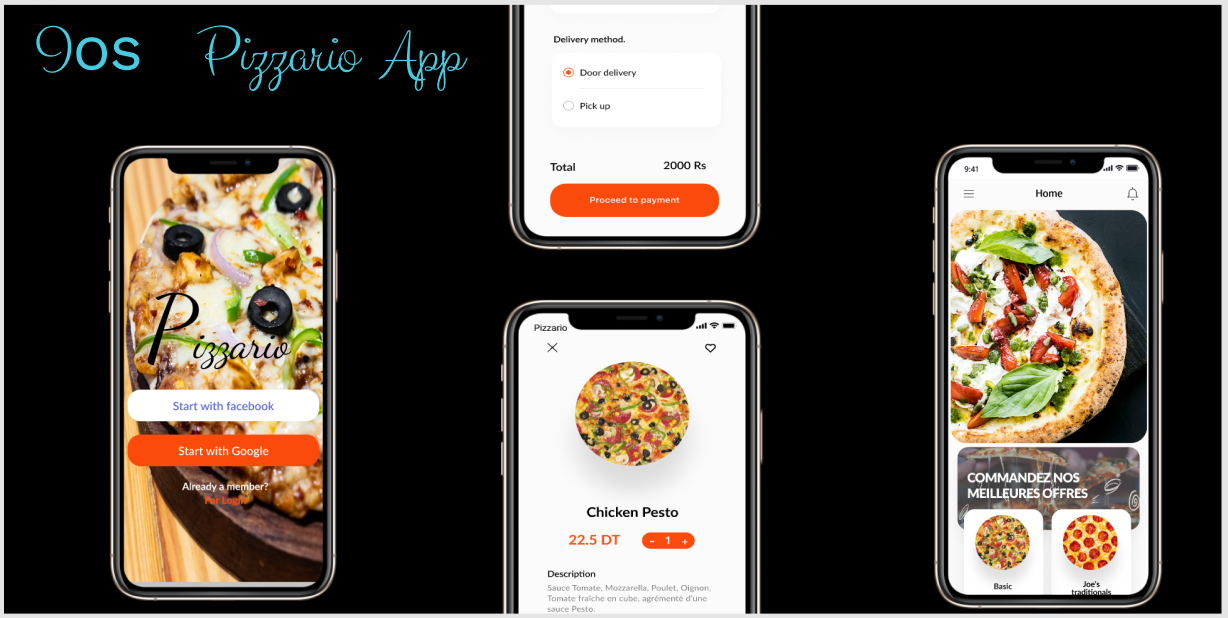 9os Pizzario App
Pizzario
Start with facebook
Start with Google
Already a member?
For Login
Delivery method.
Door delivery
Pick up
Total 2000 Rs
Proceed to payment
Pizzario
Chicken Pesto
22.5 DT - 1 +
Description
Sauce Tomate, Mozzarella, Poulet, Oignon,
Tomate fraîche en cube, agrémenté d'une
sauce Pesto.
9:41
Home
COMMANDEZ NOS
MEILLEURES OFFRES
Basic
Joe's
traditionals